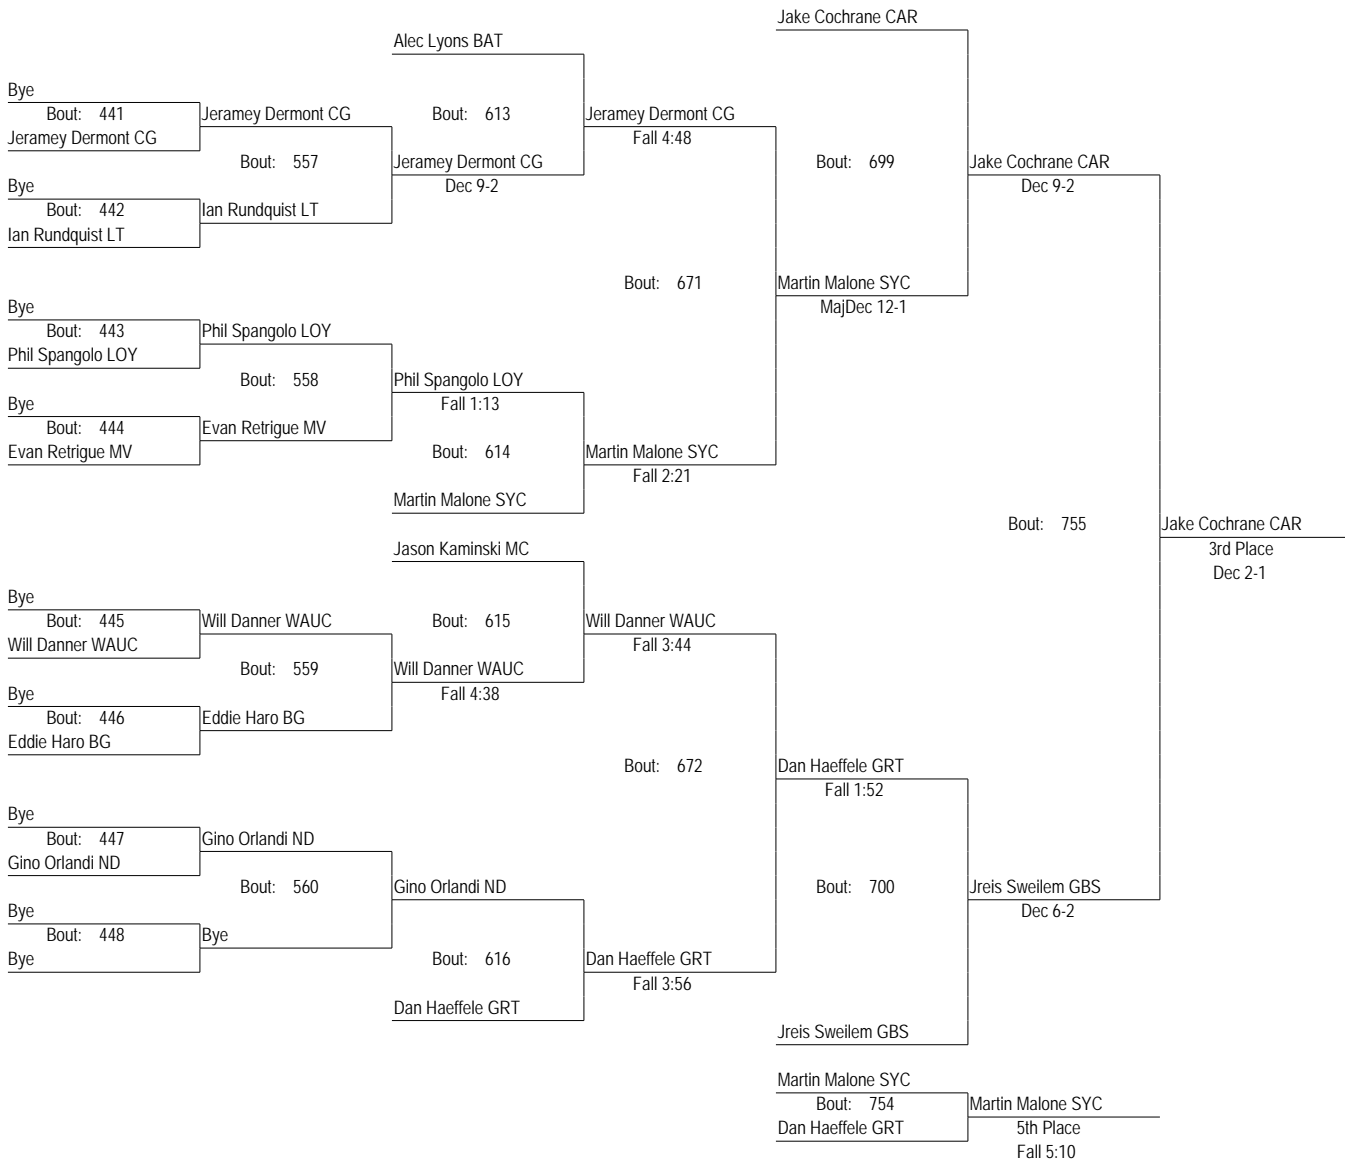 Jake Cochrane CAR
Alec Lyons BAT
Bye
Bout: 441
Jeramey Dermont CG
Jeramey Dermont CG
Bout: 613
Jeramey Dermont CG
Fall 4:48
Bout: 557
Jeramey Dermont CG
Dec 9-2
Bout: 699
Jake Cochrane CAR
Dec 9-2
Bye
Bout: 442
Ian Rundquist LT
Ian Rundquist LT
Bout: 671
Martin Malone SYC
MajDec 12-1
Bye
Bout: 443
Phil Spangolo LOY
Phil Spangolo LOY
Bout: 558
Phil Spangolo LOY
Fall 1:13
Bye
Bout: 444
Evan Retrigue MV
Evan Retrigue MV
Bout: 614
Martin Malone SYC
Fall 2:21
Martin Malone SYC
Bout: 755
Jake Cochrane CAR
3rd Place
Dec 2-1
Jason Kaminski MC
Bye
Bout: 445
Will Danner WAUC
Will Danner WAUC
Bout: 615
Will Danner WAUC
Fall 3:44
Bout: 559
Will Danner WAUC
Fall 4:38
Bye
Bout: 446
Eddie Haro BG
Eddie Haro BG
Bout: 672
Dan Haeffele GRT
Fall 1:52
Bye
Bout: 447
Gino Orlandi ND
Gino Orlandi ND
Bout: 560
Gino Orlandi ND
Bout: 700
Jreis Sweilem GBS
Dec 6-2
Bye
Bout: 448
Bye
Bye
Bout: 616
Dan Haeffele GRT
Fall 3:56
Dan Haeffele GRT
Jreis Sweilem GBS
Martin Malone SYC
Bout: 754
Dan Haeffele GRT
Martin Malone SYC
5th Place
Fall 5:10